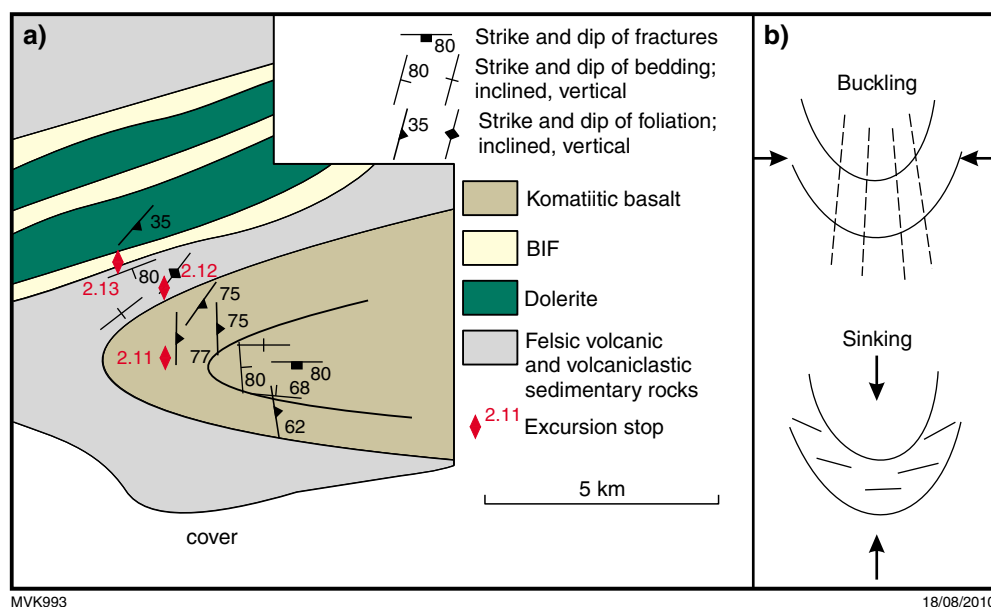 a)
80
Strike and dip of fractures
80
Strike and dip of bedding;
inclined, vertical
35
Strike and dip of foliation;
inclined, vertical
Komatiitic basalt
BIF
Dolerite
Felsic volcanic
and volcaniclastic
sedimentary rocks
2.11
Excursion stop
5 km
35
2.12
80
2.13
75
75
2.11
77
80
80
68
62
cover
b)
Buckling
Sinking
MVK993
18/08/2010